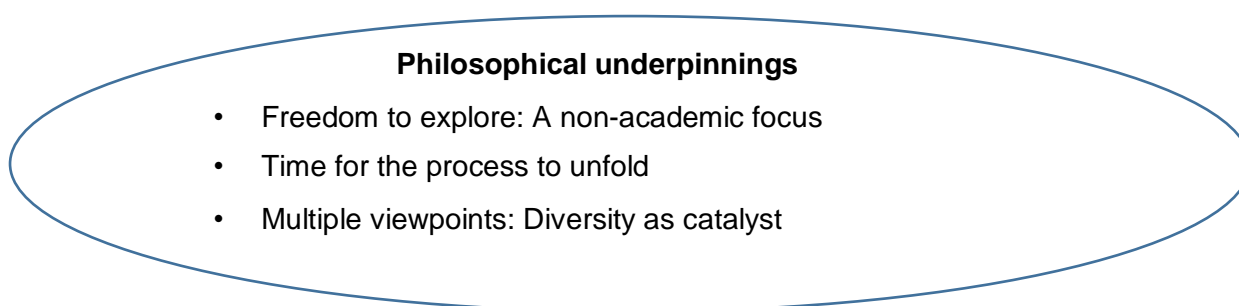 Philosophical underpinnings
• Freedom to explore: A non-academic focus
• Time for the process to unfold
• Multiple viewpoints: Diversity as catalyst